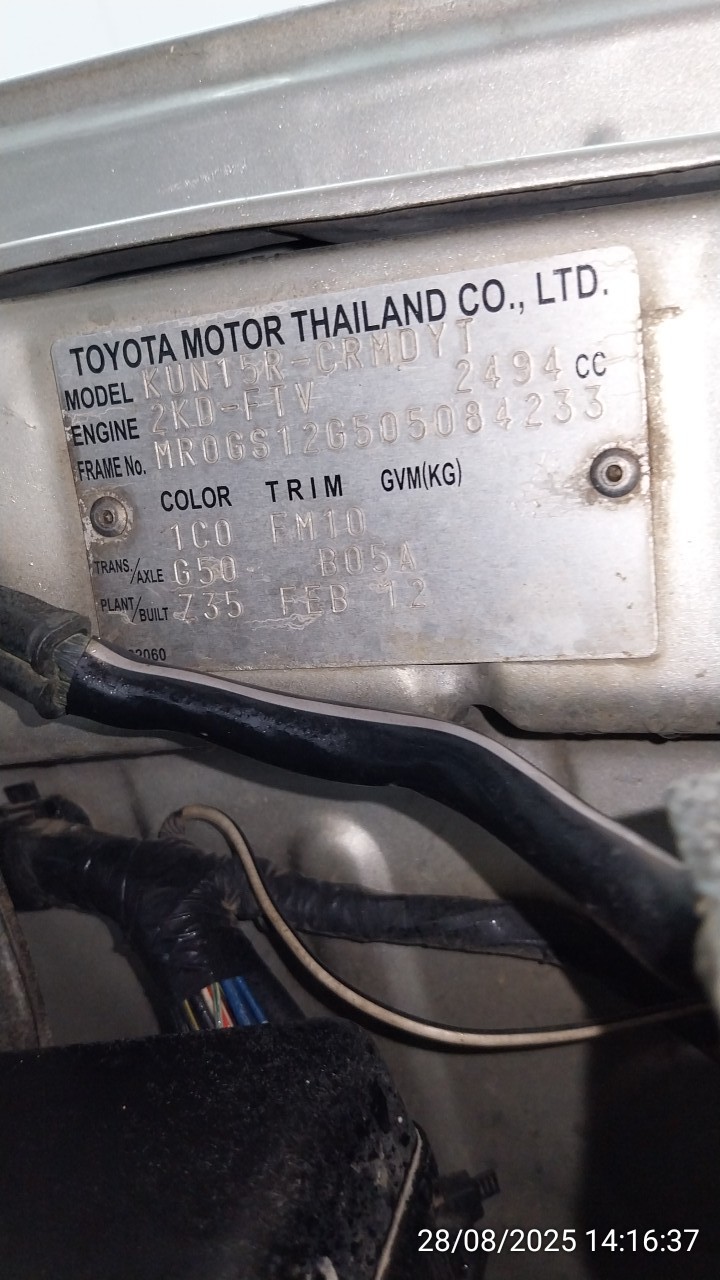 TOYOTA MOTOR THAILAND CO., LTD.
MODEL KUN15R-CRMDYT
ENGINE 2KD-FTV 2494 CC
FRAME No. MR0GS12G505084233
COLOR TRIM GVM(KG)
1C0 FM10
TRANS./AXLE G50- B05A
PLANT/BUILT Z35 FEB 12
28/08/2025 14:16:37